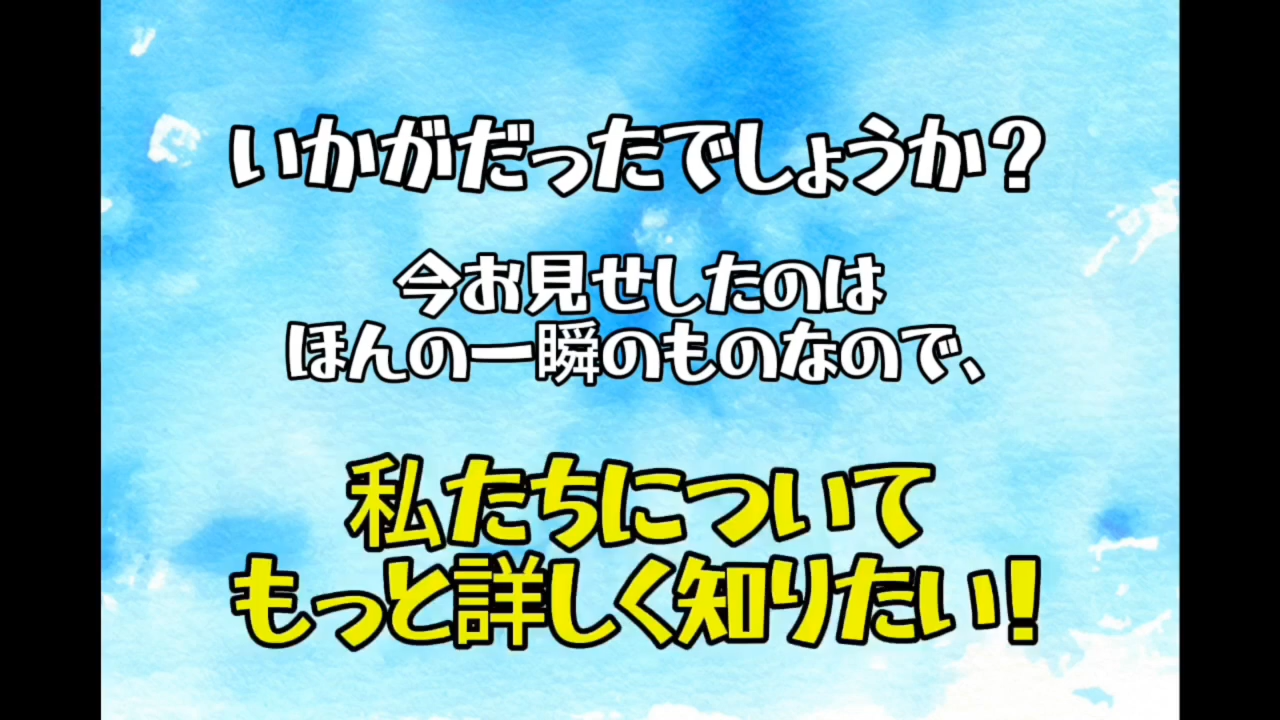 いかがだったでしょうか？
今お見せしたのは
ほんの一瞬のものなので、
私たちについて
もっと詳しく知りたい！